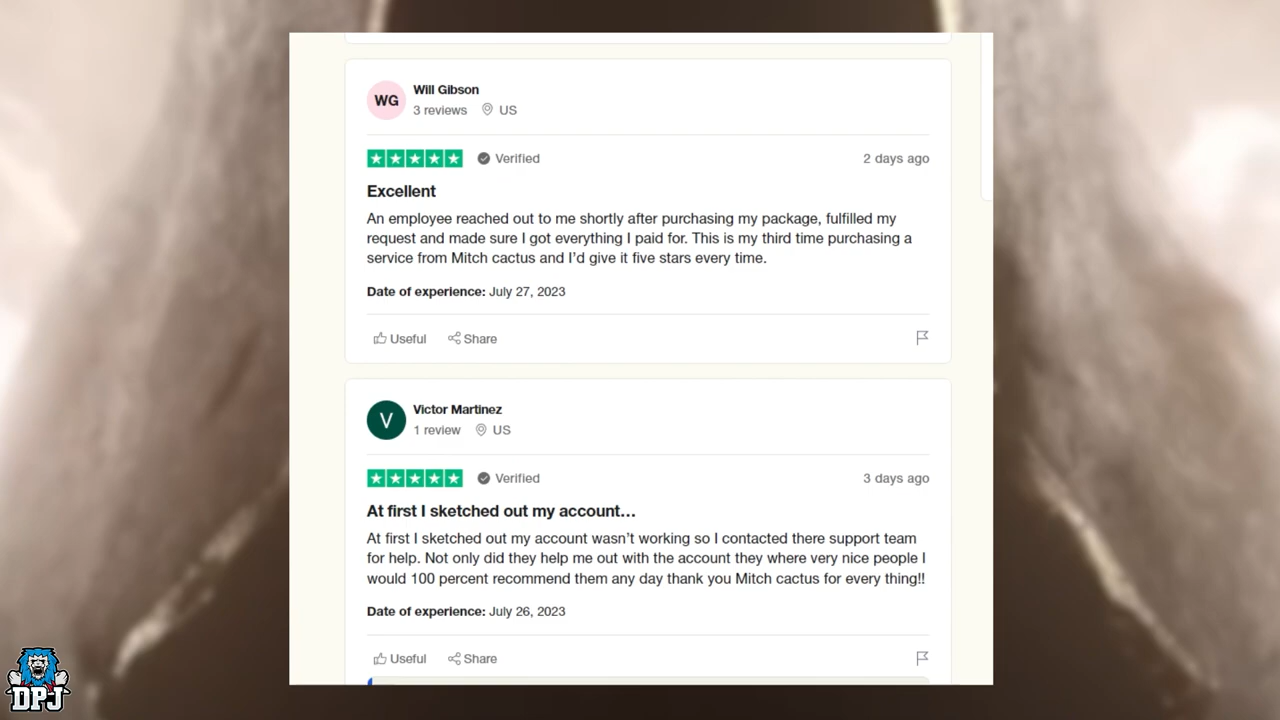 WG
Will Gibson
3 reviews US
Verified
2 days ago
Excellent
An employee reached out to me shortly after purchasing my package, fulfilled my
request and made sure I got everything I paid for. This is my third time purchasing a
service from Mitch cactus and I'd give it five stars every time.
Date of experience: July 27, 2023
Useful Share
V
Victor Martinez
1 review US
Verified
3 days ago
At first I sketched out my account…
At first I sketched out my account wasn't working so I contacted there support team
for help. Not only did they help me out with the account they where very nice people I
would 100 percent recommend them any day thank you Mitch cactus for every thing!!
Date of experience: July 26, 2023
Useful Share
DPJ